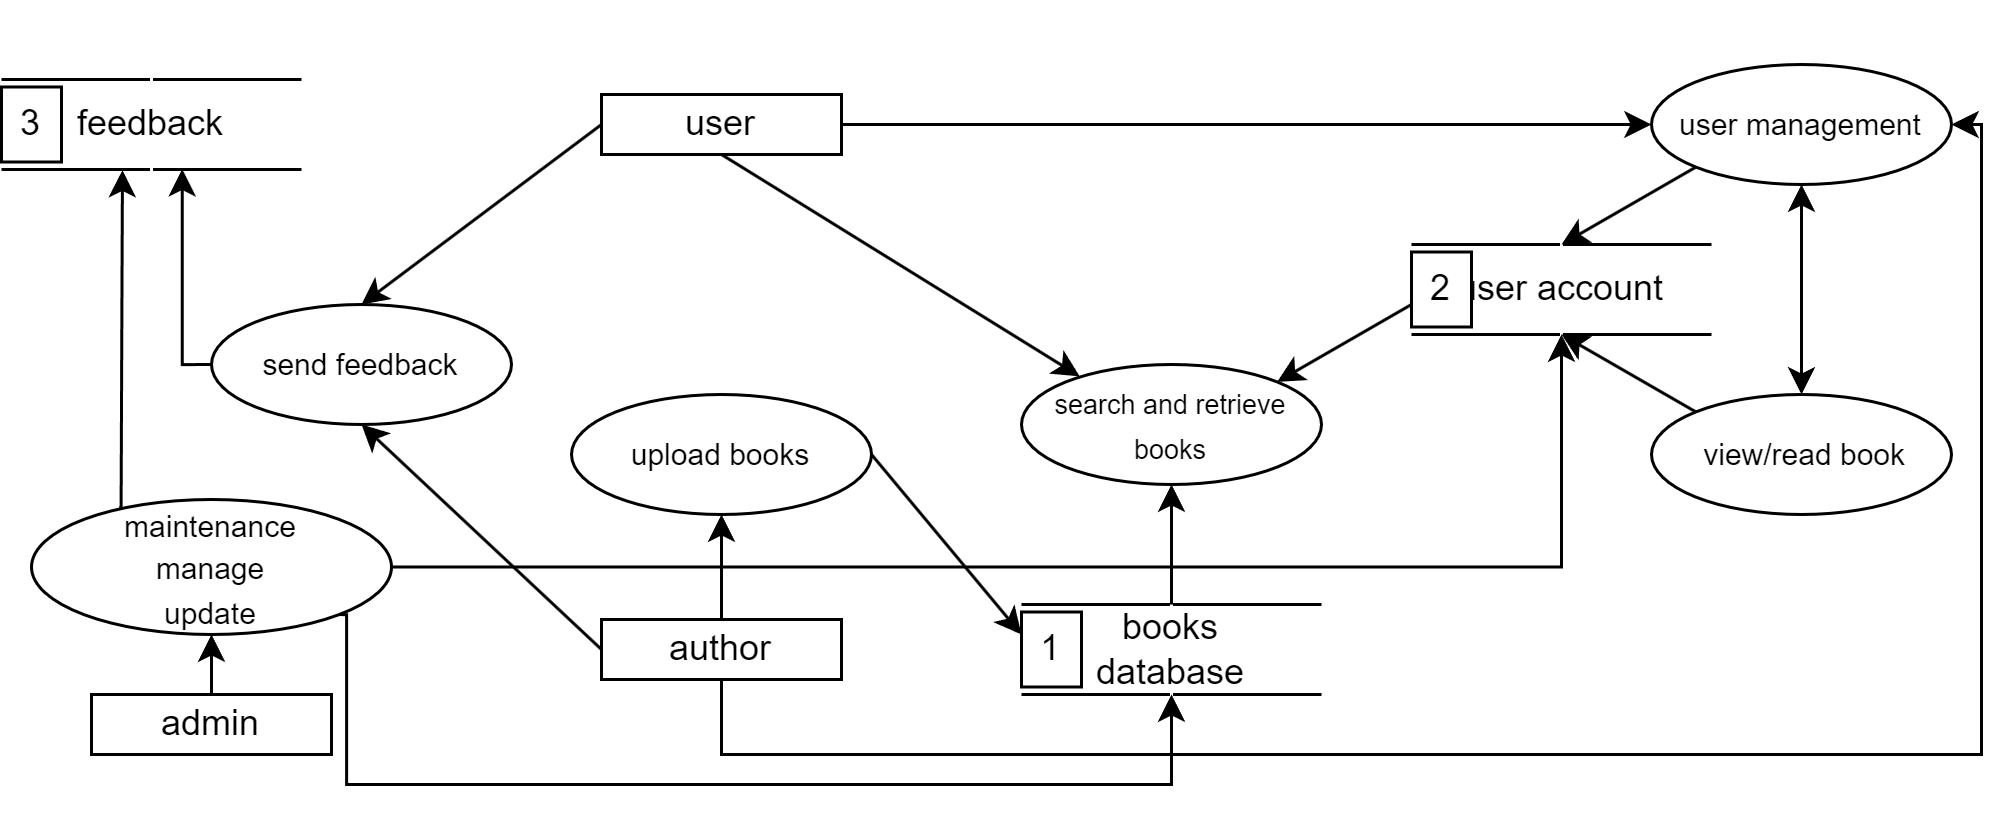 3 feedback
user
user management
2 user account
send feedback
search and retrieve
books
upload books
view/read book
maintenance
manage
update
author
1
books
database
admin